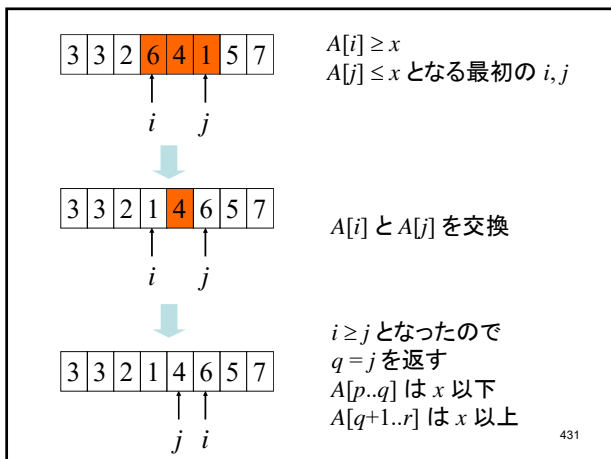 3 3 2 6 4 1 5 7
i j
A[i] ≥ x
A[j] ≤ x となる最初の i, j
3 3 2 1 4 6 5 7
i j
A[i] と A[j] を交換
3 3 2 1 4 6 5 7
j i
i ≥ j となったので
q = j を返す
A[p..q] は x 以下
A[q+1..r] は x 以上
431